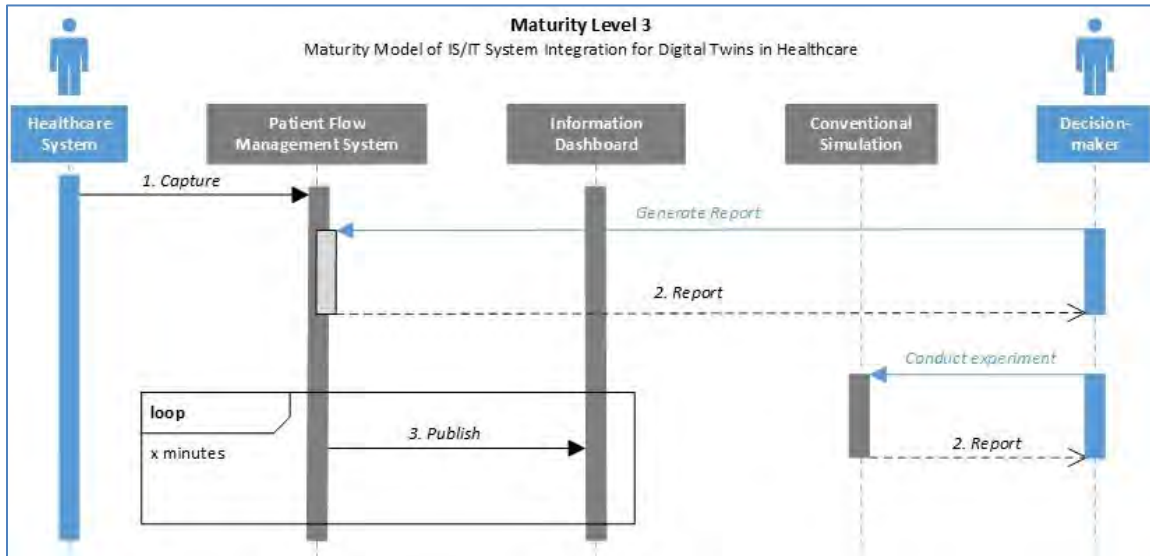 Maturity Level 3
Maturity Model of IS/IT System Integration for Digital Twins in Healthcare
Healthcare
System
Patient Flow
Management System
Information
Dashboard
Conventional
Simulation
Decision-
maker
1. Capture
Generate Report
2. Report
Conduct experiment
loop
3. Publish
2. Report
x minutes